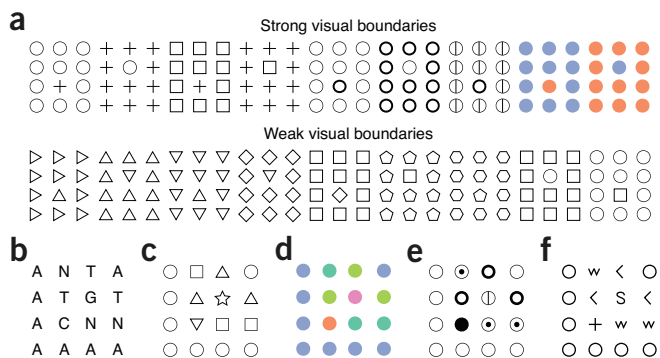 a
Strong visual boundaries
Weak visual boundaries
b c d e f
A N T A
A T G T
A C N N
A A A A
w
S
w w